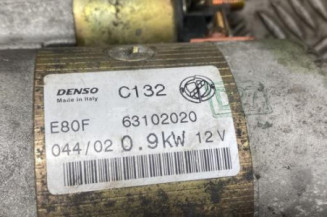 DENSO C132
Made in Italy
E80F 63102020
044/02 0.9kW 12V